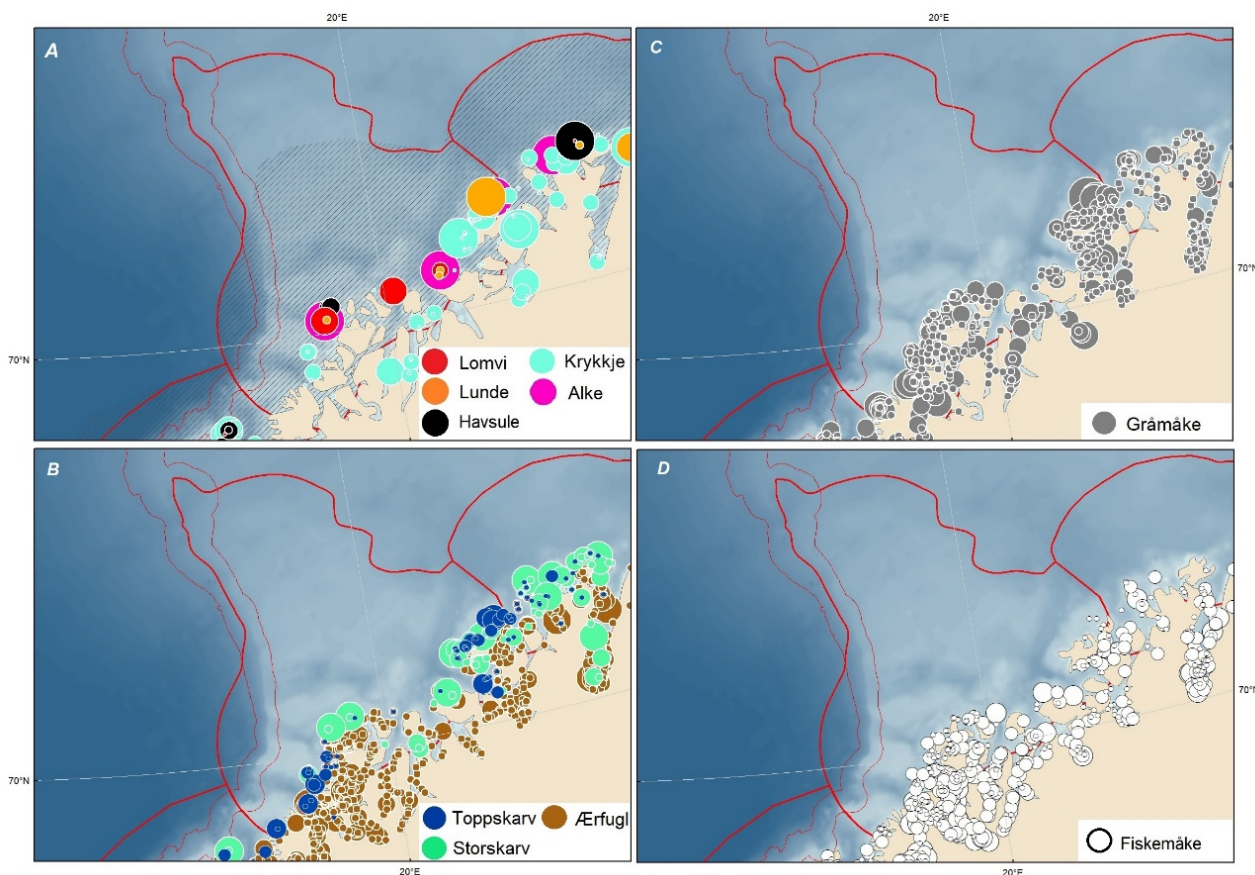 20°E
20°E
A
C
70°N
70°N
Lomvi
Krykkje
Lunde
Alke
Havsule
Gråmåke
B
D
70°N
70°N
Toppskarv
Ærfugl
Storskarv
Fiskemåke
20°E
20°E